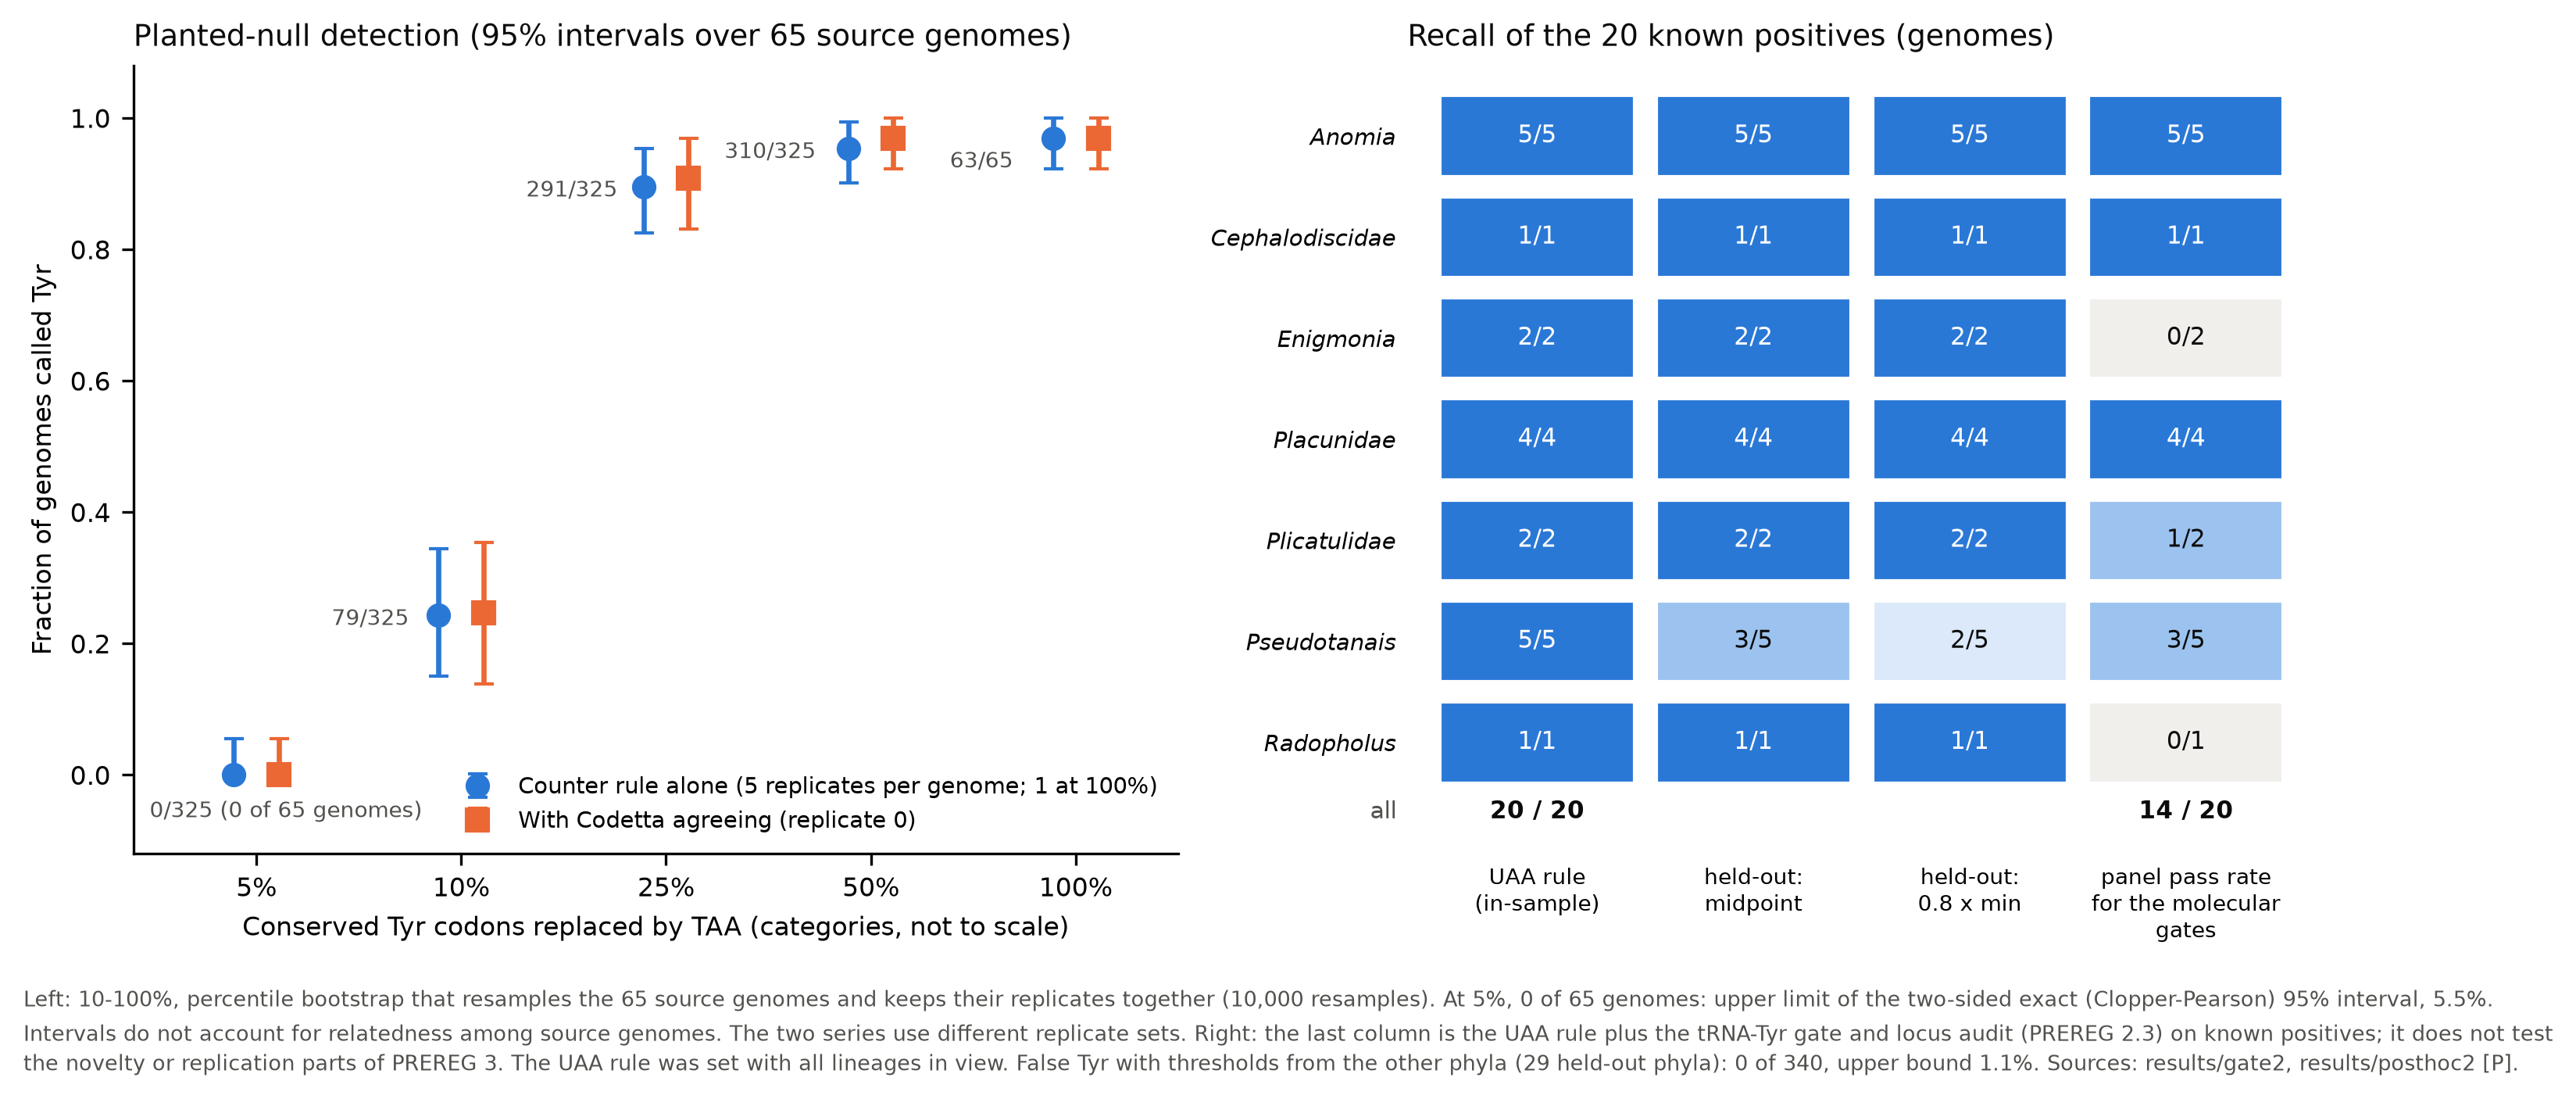 Planted-null detection (95% intervals over 65 source genomes)
Fraction of genomes called Tyr
1.0
0.8
0.6
0.4
0.2
0.0
0/325 (0 of 65 genomes)
79/325
291/325
310/325
63/65
Counter rule alone (5 replicates per genome; 1 at 100%)
With Codetta agreeing (replicate 0)
5%
10%
25%
50%
100%
Conserved Tyr codons replaced by TAA (categories, not to scale)
Recall of the 20 known positives (genomes)
Anomia 5/5 5/5 5/5 5/5
Cephalodiscidae 1/1 1/1 1/1 1/1
Enigmonia 2/2 2/2 2/2 0/2
Placunidae 4/4 4/4 4/4 4/4
Plicatulidae 2/2 2/2 2/2 1/2
Pseudotanais 5/5 3/5 2/5 3/5
Radopholus 1/1 1/1 1/1 0/1
all 20 / 20 14 / 20
UAA rule
(in-sample)
held-out:
midpoint
held-out:
0.8 x min
panel pass rate
for the molecular
gates
Left: 10-100%, percentile bootstrap that resamples the 65 source genomes and keeps their replicates together (10,000 resamples). At 5%, 0 of 65 genomes: upper limit of the two-sided exact (Clopper-Pearson) 95% interval, 5.5%.
Intervals do not account for relatedness among source genomes. The two series use different replicate sets. Right: the last column is the UAA rule plus the tRNA-Tyr gate and locus audit (PREREG 2.3) on known positives; it does not test
the novelty or replication parts of PREREG 3. The UAA rule was set with all lineages in view. False Tyr with thresholds from the other phyla (29 held-out phyla): 0 of 340, upper bound 1.1%. Sources: results/gate2, results/posthoc2 [P].